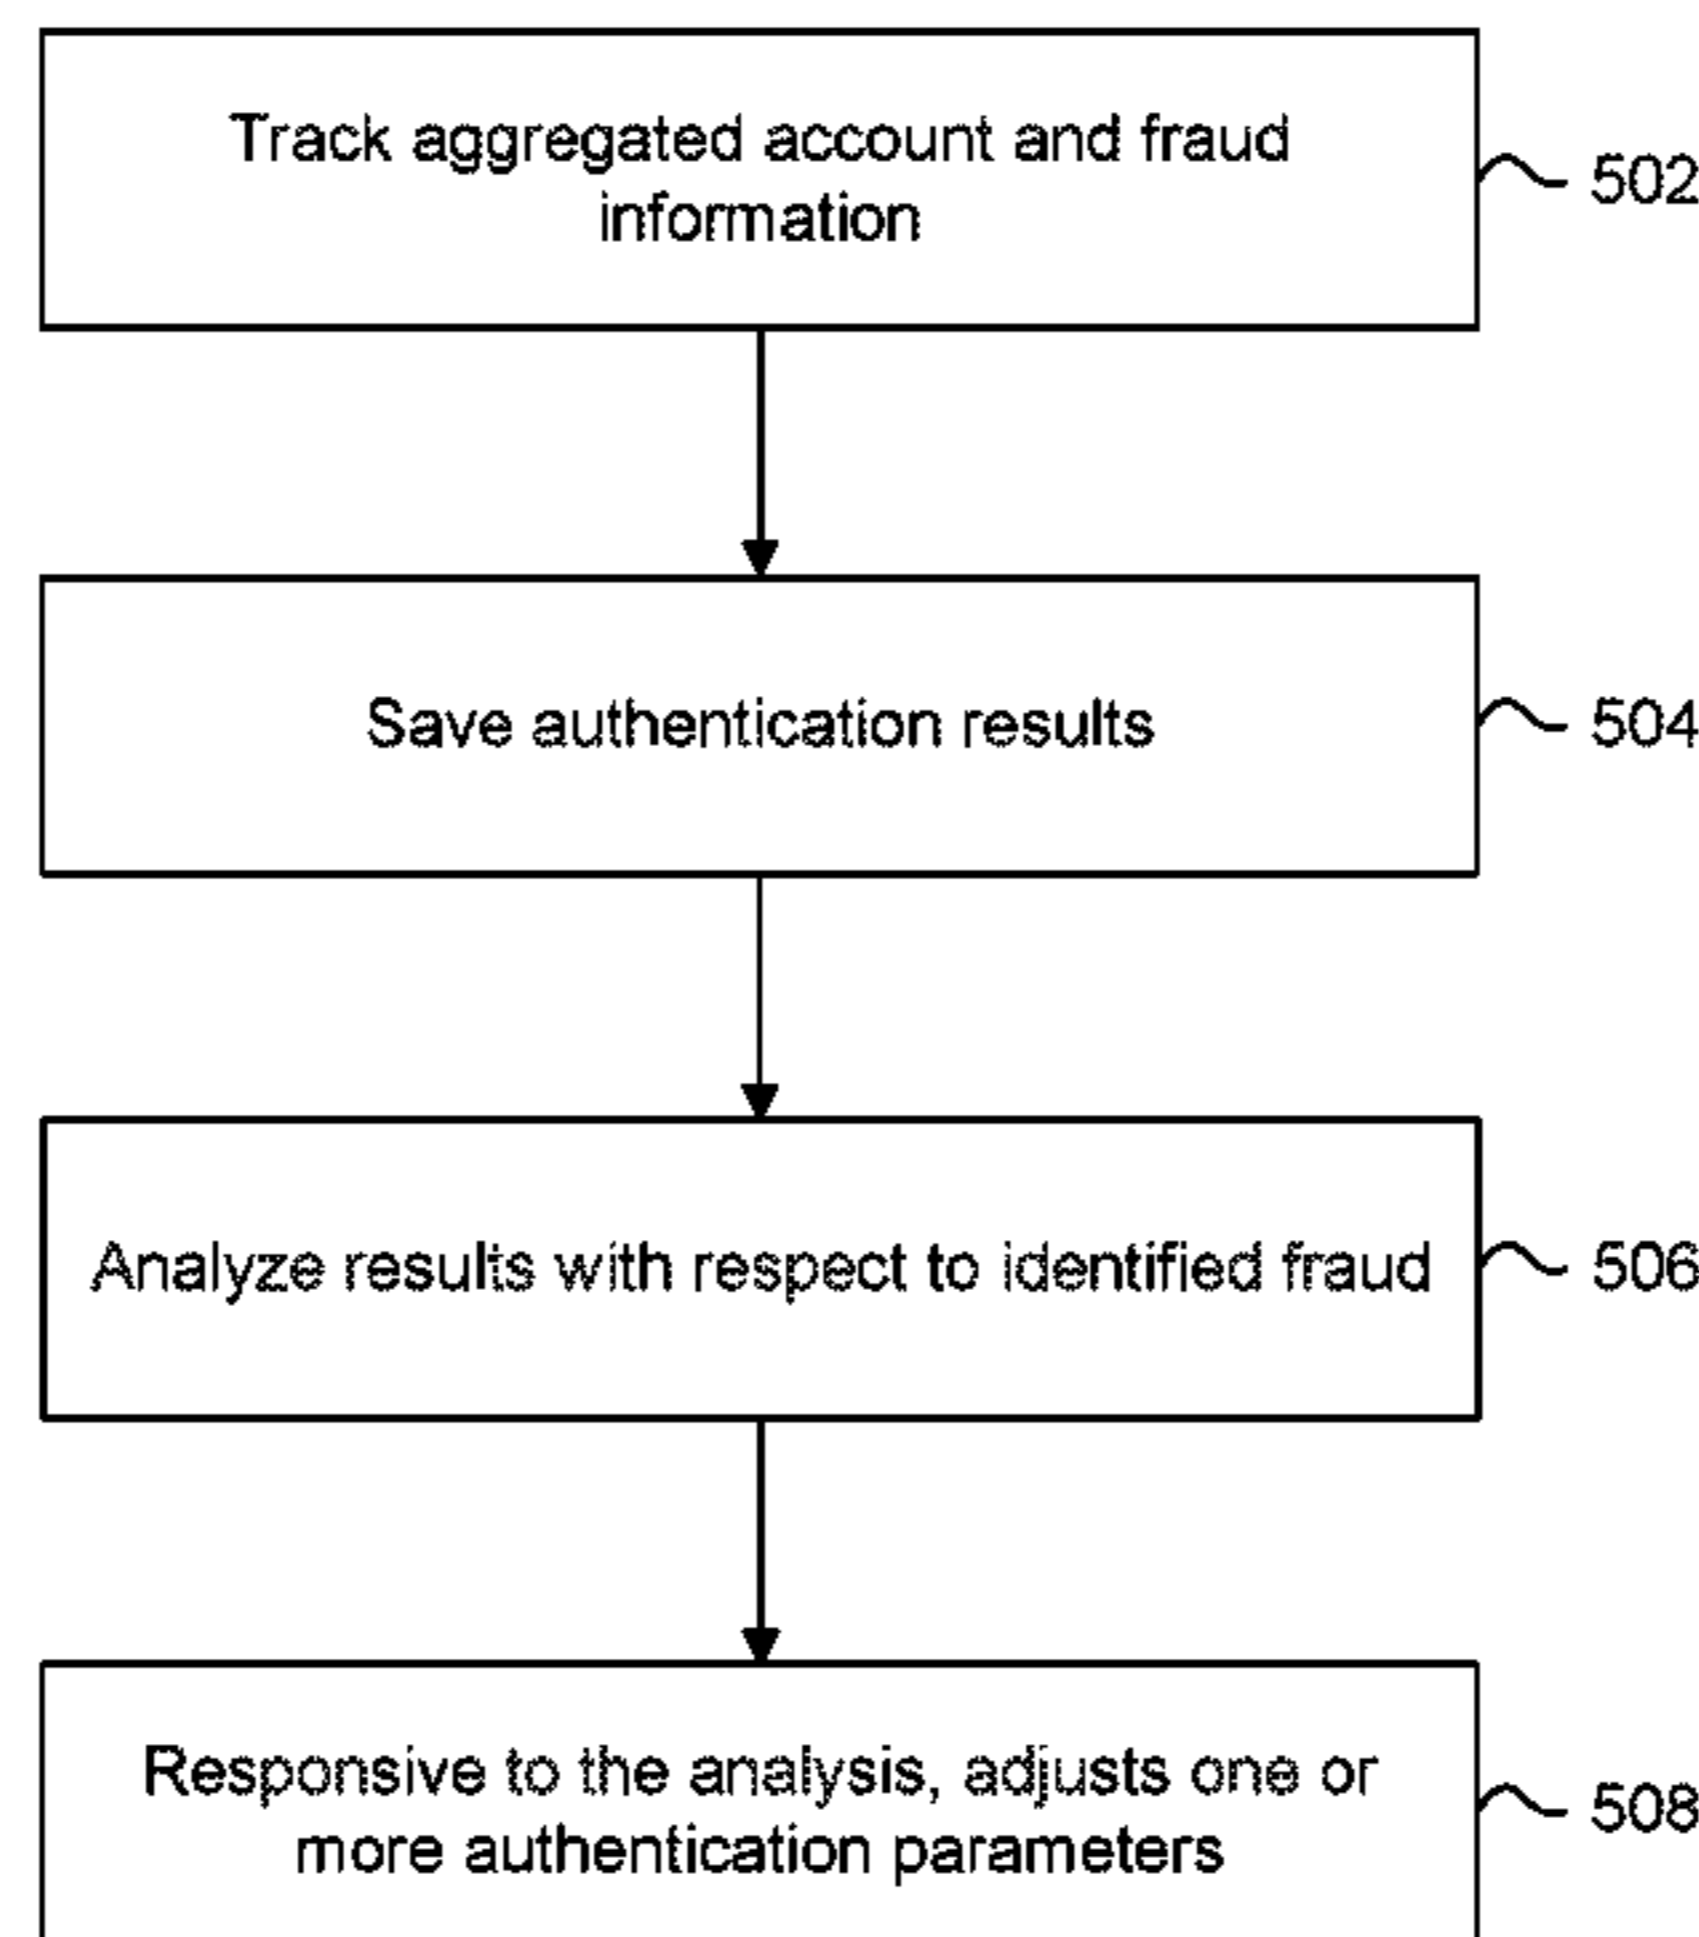 Track aggregated account and fraud
information
502
Save authentication results
504
Analyze results with respect to identified fraud
506
Responsive to the analysis, adjusts one or
more authentication parameters
508